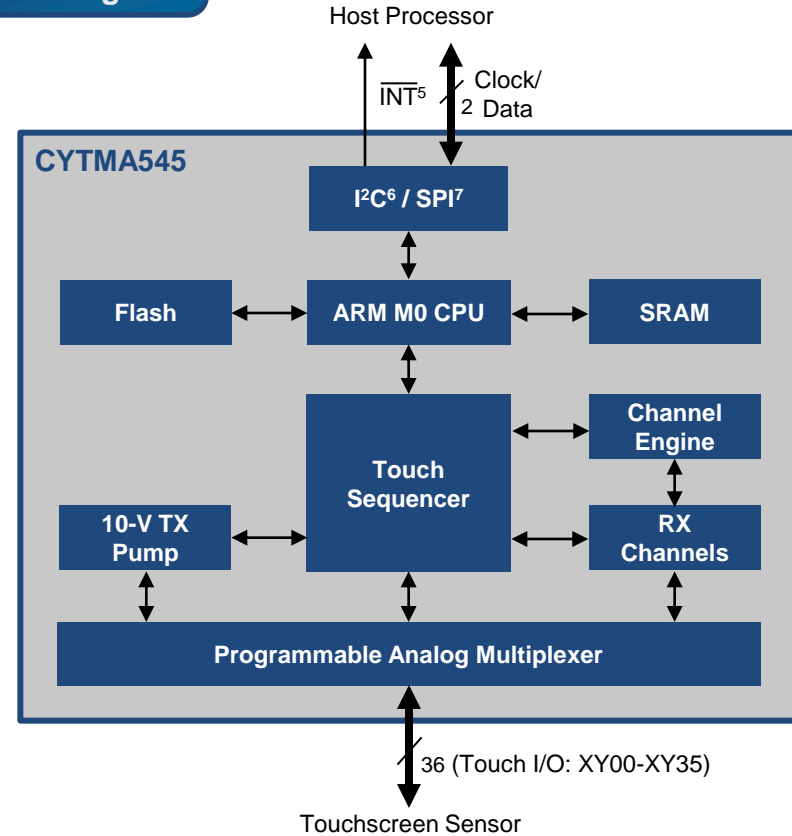 Host Processor
INT⁵
Clock/
2 Data
CYTMA545
I²C⁶ / SPI⁷
Flash
ARM M0 CPU
SRAM
Channel
Engine
Touch
Sequencer
10-V TX
Pump
RX
Channels
Programmable Analog Multiplexer
36 (Touch I/O: XY00-XY35)
Touchscreen Sensor